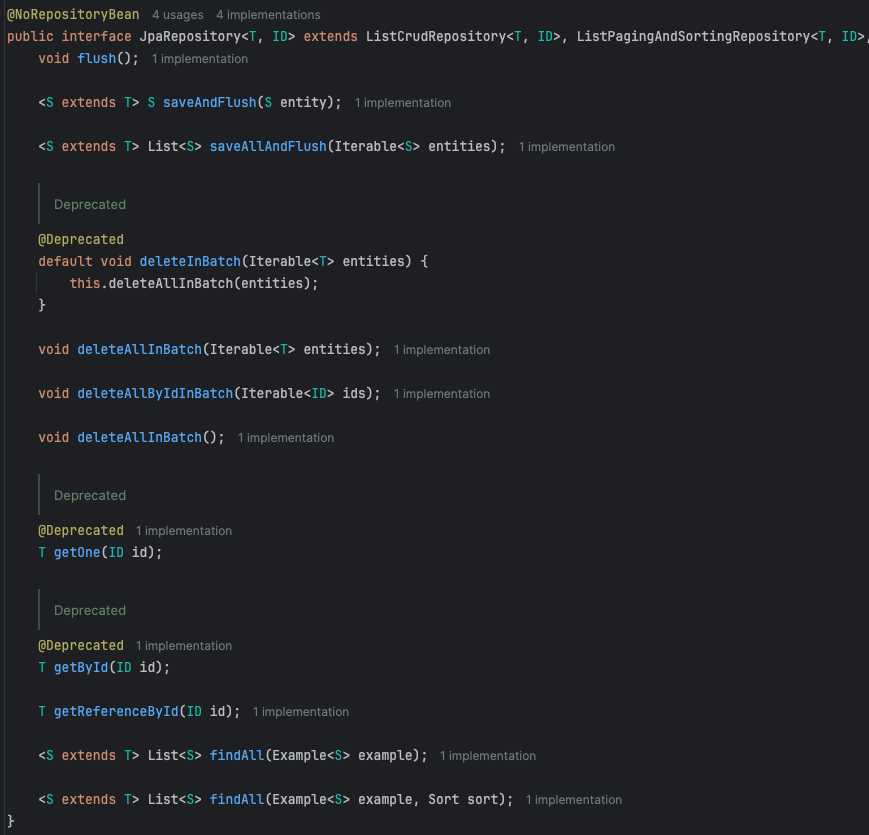 @NoRepositoryBean 4 usages 4 implementations
public interface JpaRepository<T, ID> extends ListCrudRepository<T, ID>, ListPagingAndSortingRepository<T, ID>,
void flush(); 1 implementation
<S extends T> S saveAndFlush(S entity); 1 implementation
<S extends T> List<S> saveAllAndFlush(Iterable<S> entities); 1 implementation
Deprecated
@Deprecated
default void deleteInBatch(Iterable<T> entities) {
this.deleteAllInBatch(entities);
}
void deleteAllInBatch(Iterable<T> entities); 1 implementation
void deleteAllByIdInBatch(Iterable<ID> ids); 1 implementation
void deleteAllInBatch(); 1 implementation
Deprecated
@Deprecated 1 implementation
T getOne(ID id);
Deprecated
@Deprecated 1 implementation
T getById(ID id);
T getReferenceById(ID id); 1 implementation
<S extends T> List<S> findAll(Example<S> example); 1 implementation
<S extends T> List<S> findAll(Example<S> example, Sort sort); 1 implementation
}